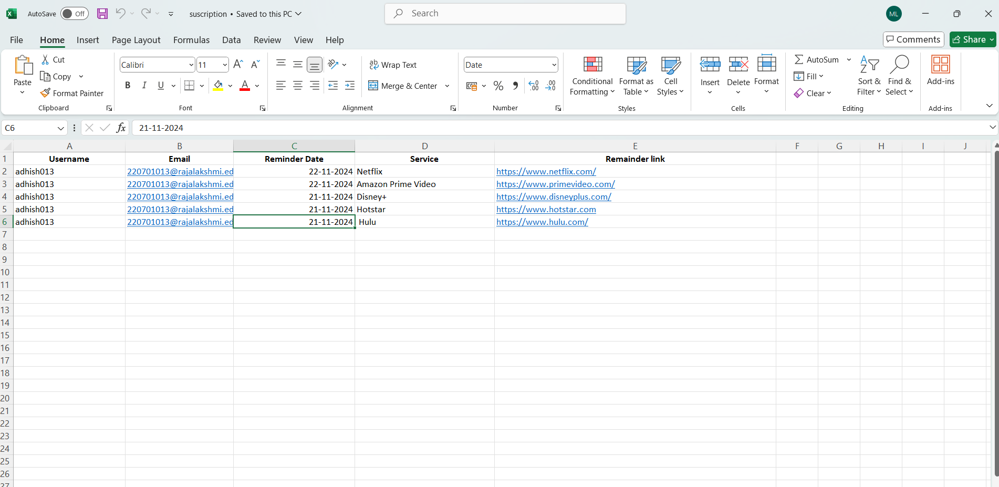 AutoSave Off suscription • Saved to this PC Search ML
File Home Insert Page Layout Formulas Data Review View Help Comments Share
Paste Cut Copy Format Painter Clipboard
Calibri 11 A A B I U A Font
ab Wrap Text Merge & Center Alignment
Date % 9 .00 .00 Number
Conditional Formatting Format as Table Cell Styles Styles
Insert Delete Format Cells
AutoSum Fill Clear Sort & Filter Find & Select Editing
Add-ins Add-ins
C6 fx 21-11-2024
A B C D E F G H I J
1 Username Email Reminder Date Service Remainder link
2 adhish013 220701013@rajalakshmi.ed 22-11-2024 Netflix https://www.netflix.com/
3 adhish013 220701013@rajalakshmi.ed 22-11-2024 Amazon Prime Video https://www.primevideo.com/
4 adhish013 220701013@rajalakshmi.ed 21-11-2024 Disney+ https://www.disneyplus.com/
5 adhish013 220701013@rajalakshmi.ed 21-11-2024 Hotstar https://www.hotstar.com
6 adhish013 220701013@rajalakshmi.ed 21-11-2024 Hulu https://www.hulu.com/
7
8
9
10
11
12
13
14
15
16
17
18
19
20
21
22
23
24
25
26
27